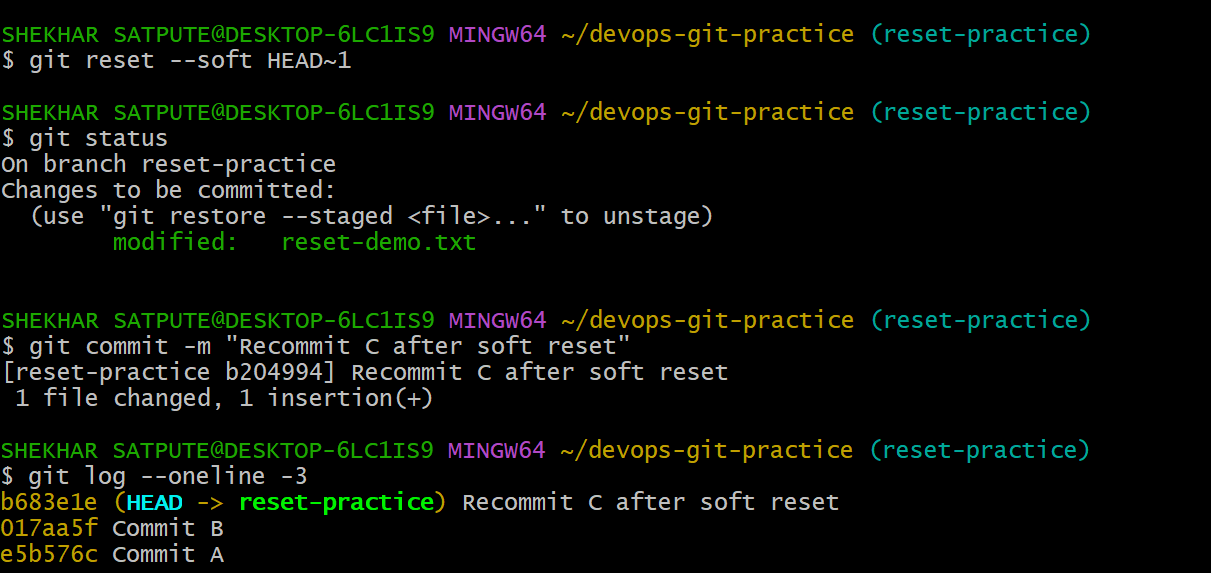 SHEKHAR SATPUTE@DESKTOP-6LC1IS9 MINGW64 ~/devops-git-practice (reset-practice)
$ git reset --soft HEAD~1
SHEKHAR SATPUTE@DESKTOP-6LC1IS9 MINGW64 ~/devops-git-practice (reset-practice)
$ git status
On branch reset-practice
Changes to be committed:
  (use "git restore --staged <file>..." to unstage)
        modified:   reset-demo.txt
SHEKHAR SATPUTE@DESKTOP-6LC1IS9 MINGW64 ~/devops-git-practice (reset-practice)
$ git commit -m "Recommit C after soft reset"
[reset-practice b204994] Recommit C after soft reset
 1 file changed, 1 insertion(+)
SHEKHAR SATPUTE@DESKTOP-6LC1IS9 MINGW64 ~/devops-git-practice (reset-practice)
$ git log --oneline -3
b683e1e (HEAD -> reset-practice) Recommit C after soft reset
017aa5f Commit B
e5b576c Commit A